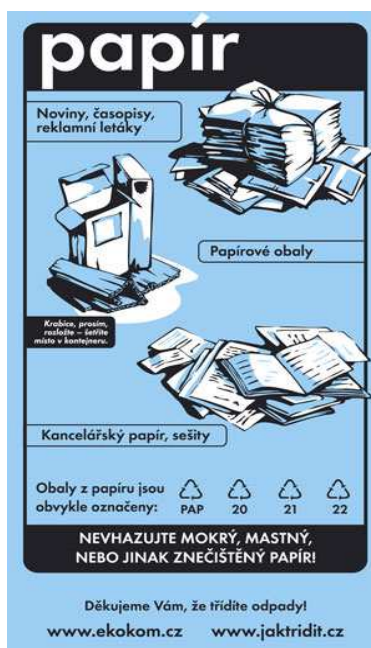 papír
Noviny, časopisy,
reklamní letáky
Papírové obaly
Krabice, prosím,
rozložte – šetříte
místo v kontejneru.
Kancelářský papír, sešity
Obaly z papíru jsou
obvykle označeny:
PAP 20 21 22
NEVHAZUJTE MOKRÝ, MASTNÝ,
NEBO JINAK ZNEČIŠTĚNÝ PAPÍR!
Děkujeme Vám, že třídíte odpady!
www.ekokom.cz www.jaktridit.cz